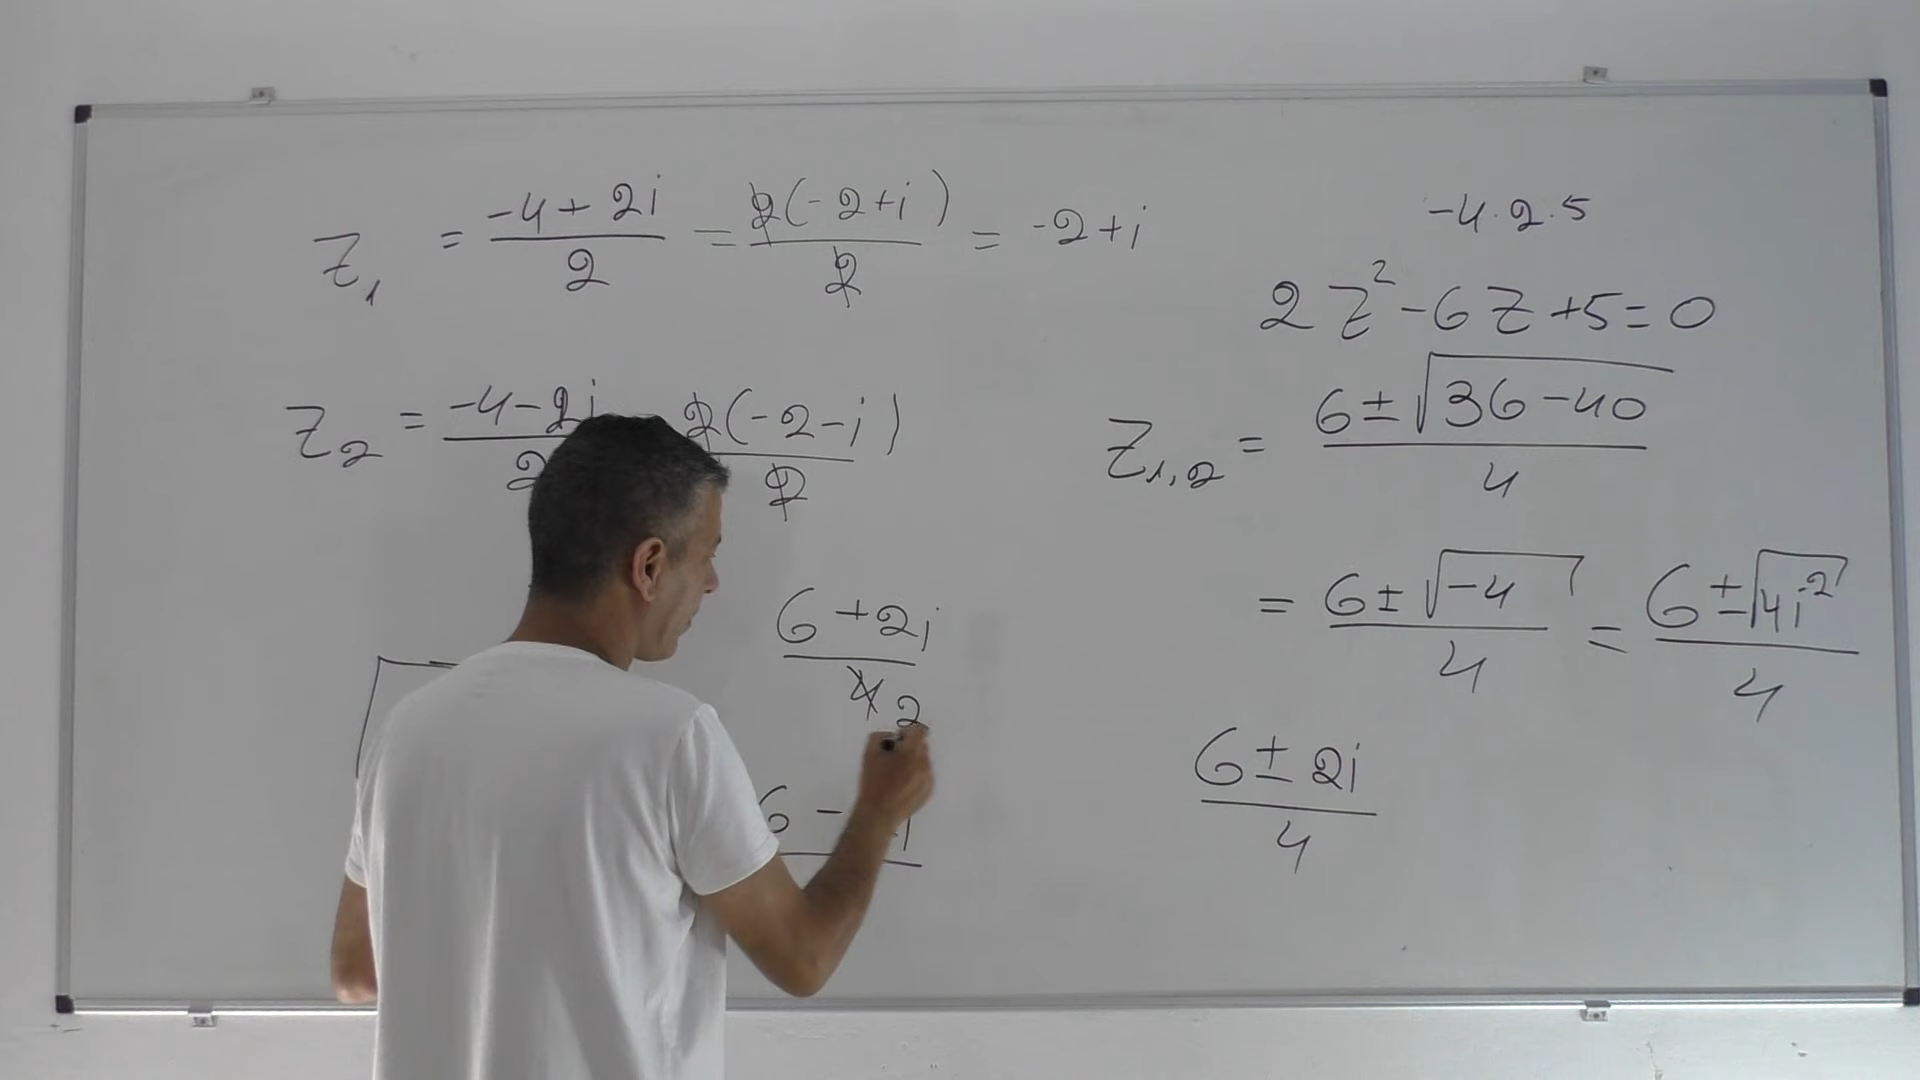 z₁ = (-4 + 2i)/2 = 2(-2+i)/2 = -2+i
z₂ = (-4-2i)/2 2(-2-i)/2
(6+2i)/4 2
6 -
-4·2·5
2z²-6z+5=0
z₁,₂ = (6±√(36-40))/4
= (6±√(-4))/4 = (6±√(4i²))/4
(6±2i)/4